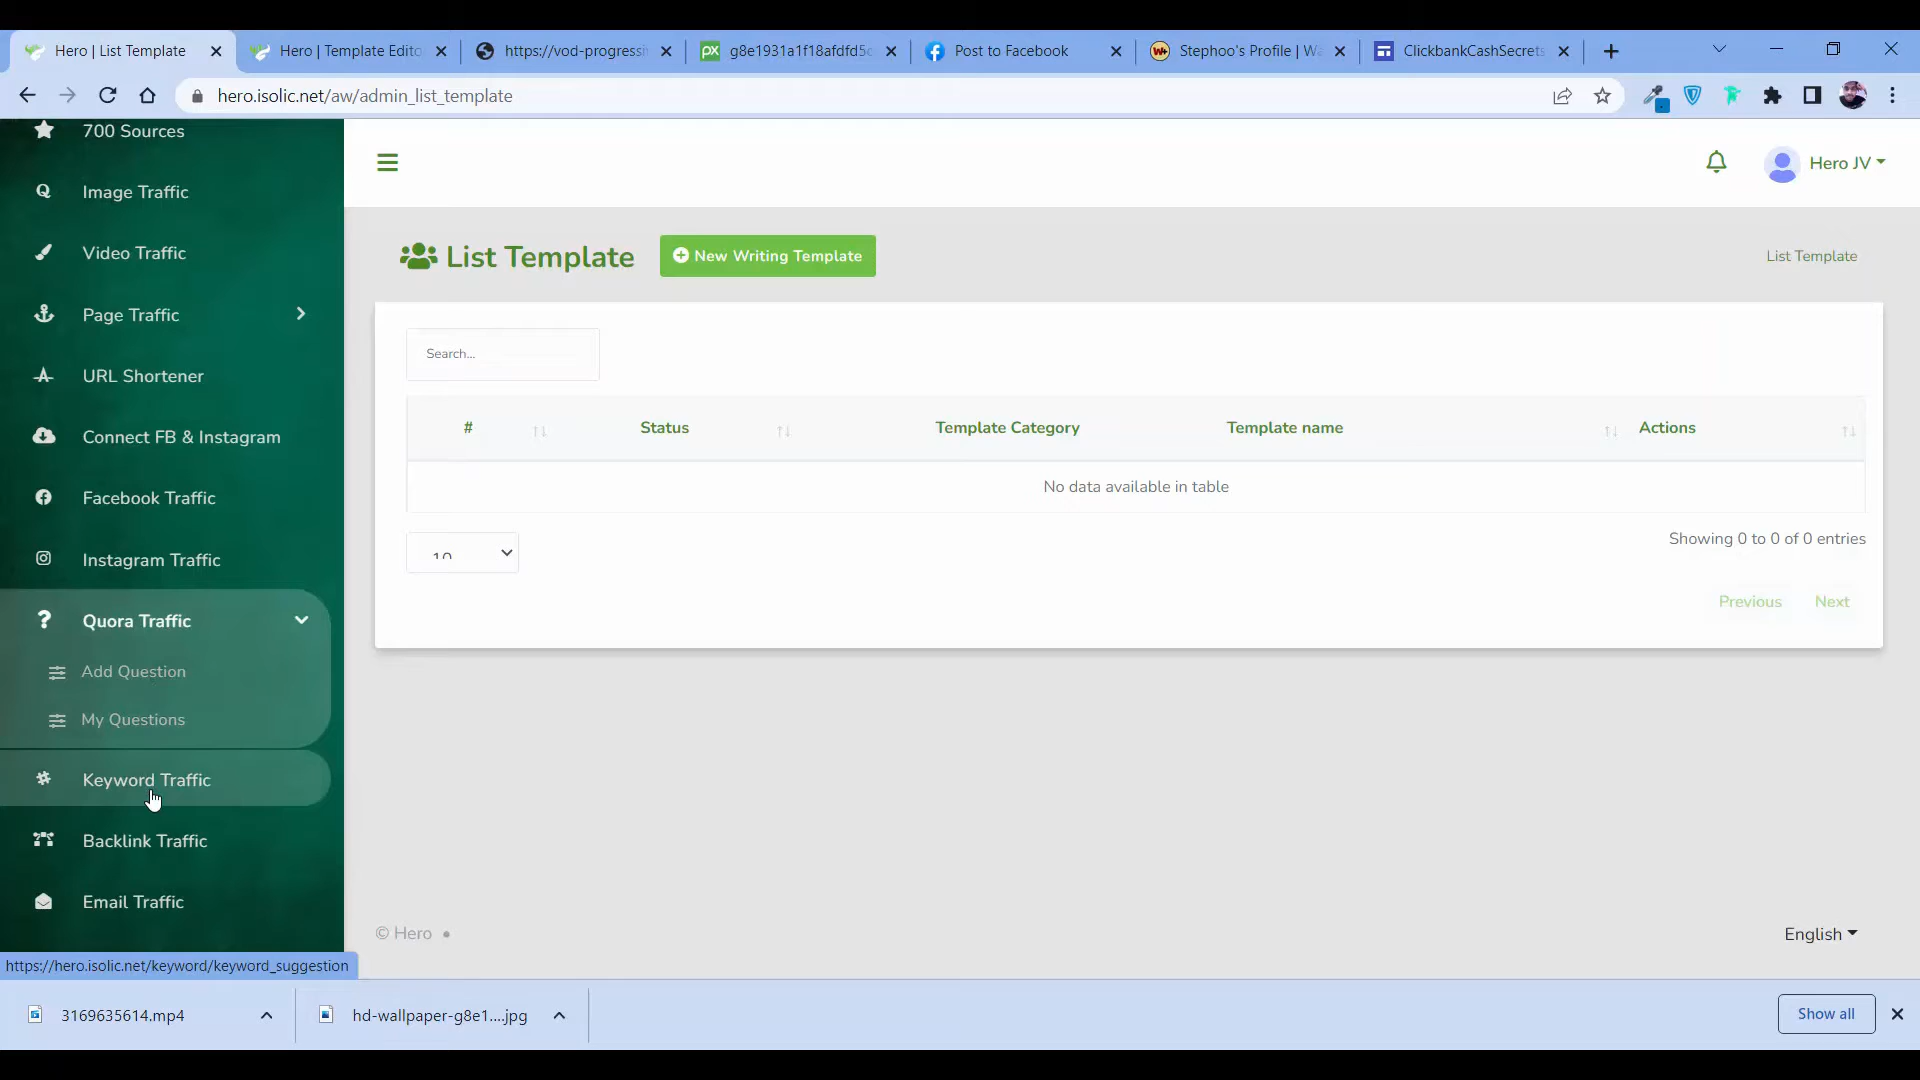 Hero | List Template
Hero | Template Edito
https://vod-progressi
g8e1931a1f18afdfd5c
Post to Facebook
Stephoo's Profile | Wa
ClickbankCashSecrets
hero.isolic.net/aw/admin_list_template
700 Sources
Image Traffic
Video Traffic
Page Traffic
URL Shortener
Connect FB & Instagram
Facebook Traffic
Instagram Traffic
Quora Traffic
Add Question
My Questions
Keyword Traffic
Backlink Traffic
Email Traffic
https://hero.isolic.net/keyword/keyword_suggestion
Hero JV
List Template
New Writing Template
List Template
Search...
# Status Template Category Template name Actions
No data available in table
10
Showing 0 to 0 of 0 entries
Previous Next
© Hero •
English
3169635614.mp4
hd-wallpaper-g8e1....jpg
Show all